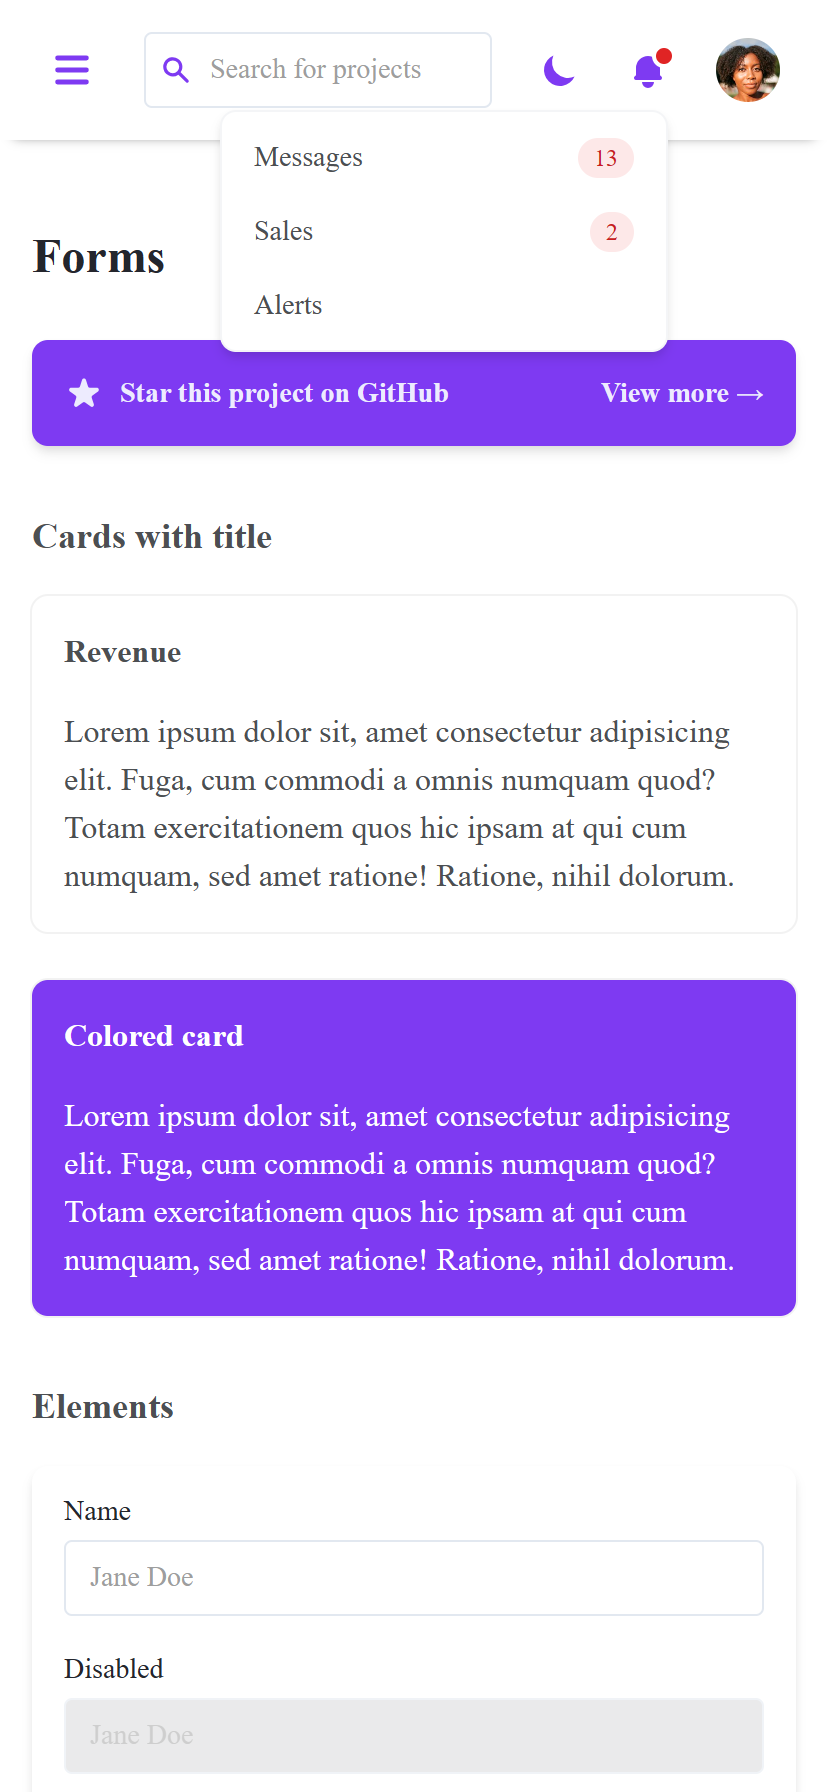 Search for projects
Messages 13
Sales 2
Alerts
Forms
Star this project on GitHub View more →
Cards with title
Revenue
Lorem ipsum dolor sit, amet consectetur adipisicing
elit. Fuga, cum commodi a omnis numquam quod?
Totam exercitationem quos hic ipsam at qui cum
numquam, sed amet ratione! Ratione, nihil dolorum.
Colored card
Lorem ipsum dolor sit, amet consectetur adipisicing
elit. Fuga, cum commodi a omnis numquam quod?
Totam exercitationem quos hic ipsam at qui cum
numquam, sed amet ratione! Ratione, nihil dolorum.
Elements
Name
Jane Doe
Disabled
Jane Doe